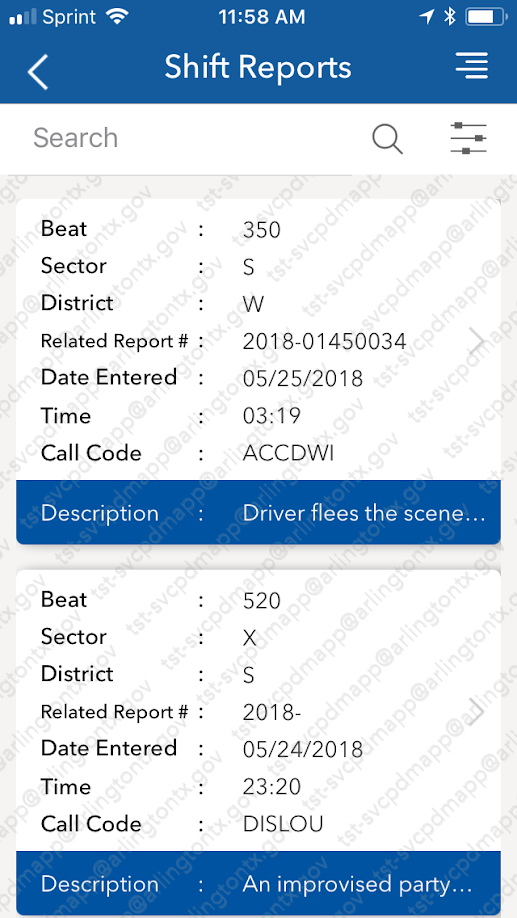 Sprint 11:58 AM
Shift Reports
Search
Beat : 350
Sector : S
District : W
Related Report # : 2018-01450034
Date Entered : 05/25/2018
Time : 03:19
Call Code : ACCDWI
Description : Driver flees the scene...
Beat : 520
Sector : X
District : S
Related Report # : 2018-
Date Entered : 05/24/2018
Time : 23:20
Call Code : DISLOU
Description : An improvised party...
tst-svcpdmapp@arlingtontx.gov